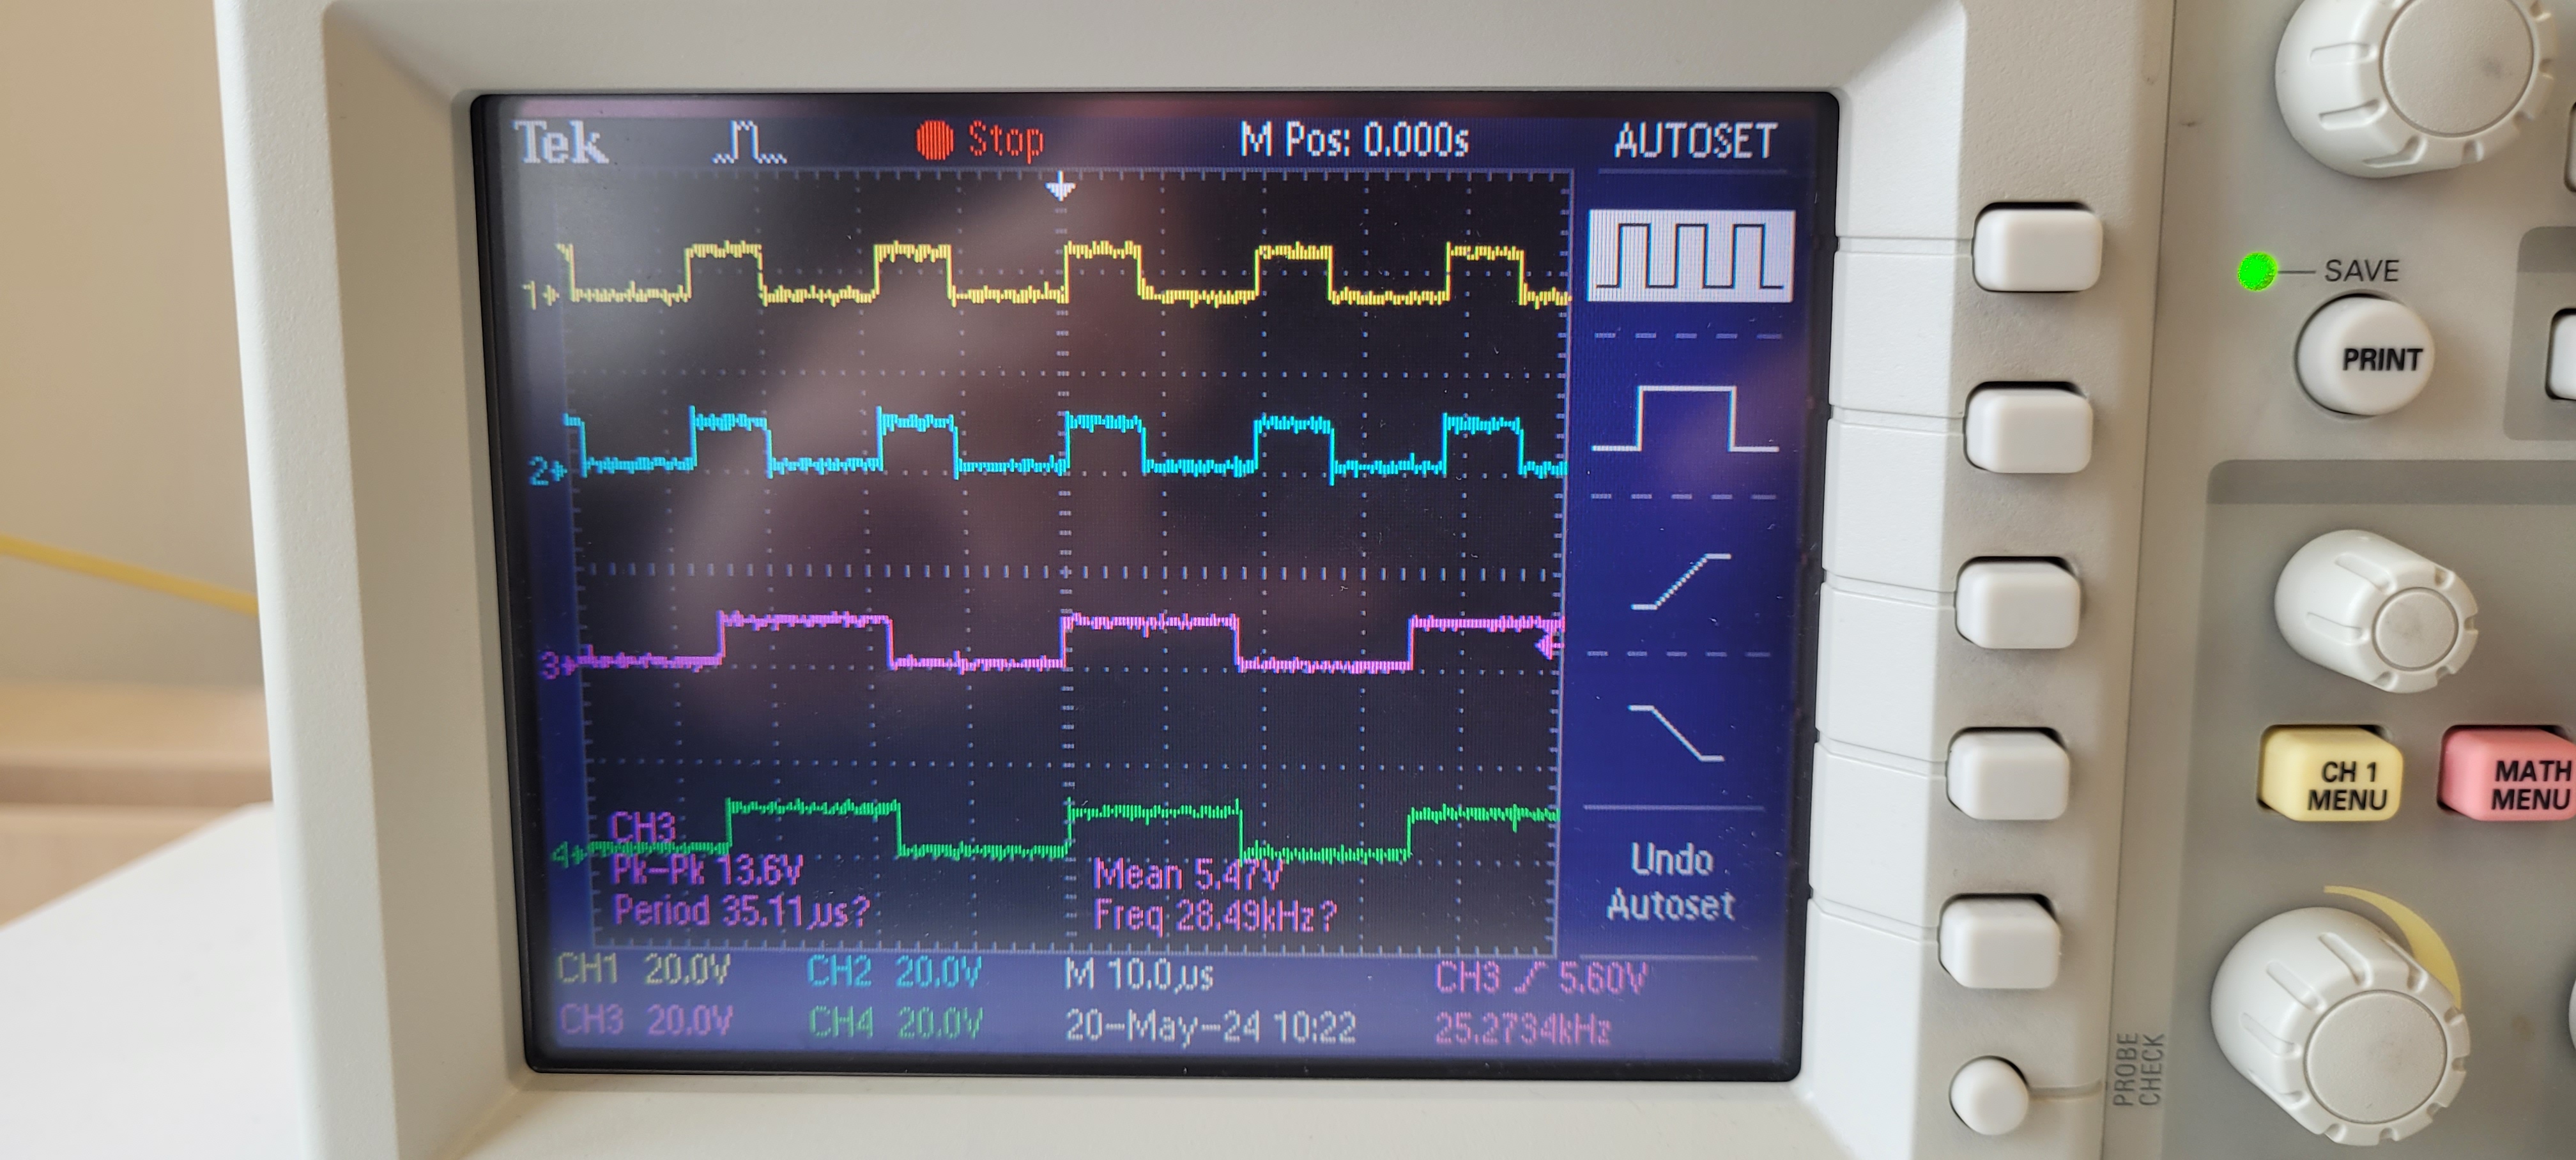 Tek
Stop
M Pos: 0.000s
AUTOSET
1
2
3
4
CH3
Pk-Pk 13.6V
Mean 5.47V
Period 35.11µs?
Freq 28.49kHz?
Undo
Autoset
CH1 20.0V
CH2 20.0V
M 10.0µs
CH3 5.60V
CH3 20.0V
CH4 20.0V
20-May-24 10:22
25.2734kHz
SAVE
PRINT
CH 1
MENU
MATH
MENU
PROBE
CHECK